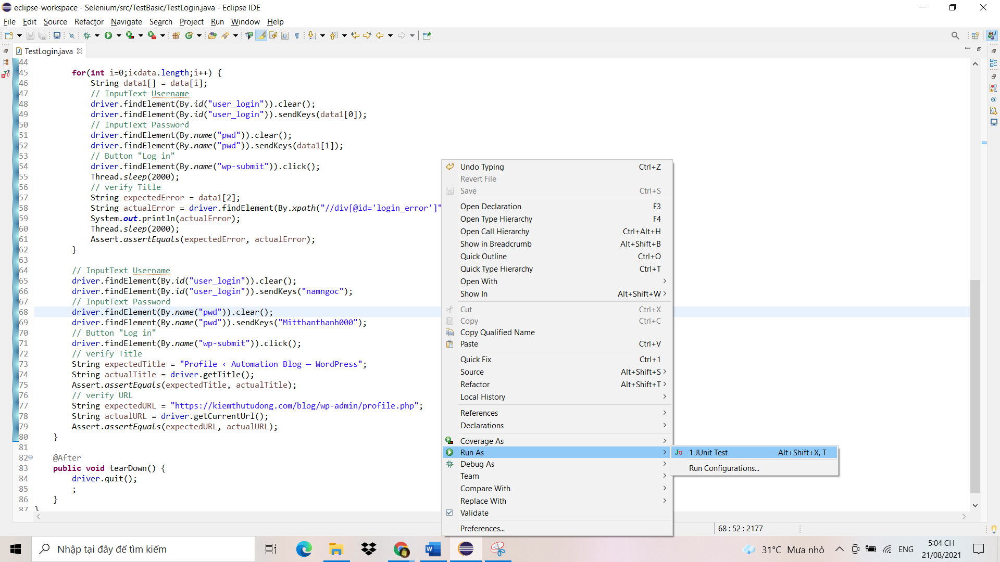 eclipse-workspace - Selenium/src/TestBasic/TestLogin.java - Eclipse IDE
File Edit Source Refactor Navigate Search Project Run Window Help
TestLogin.java
44
45 for(int i=0;i<data.length;i++) {
46 String data1[] = data[i];
47 // InputText Username
48 driver.findElement(By.id("user_login")).clear();
49 driver.findElement(By.id("user_login")).sendKeys(data1[0]);
50 // InputText Password
51 driver.findElement(By.name("pwd")).clear();
52 driver.findElement(By.name("pwd")).sendKeys(data1[1]);
53 // Button "Log in"
54 driver.findElement(By.name("wp-submit")).click();
55 Thread.sleep(2000);
56 // verify Title
57 String expectedError = data1[2];
58 String actualError = driver.findElement(By.xpath("//div[@id='login_error']"
59 System.out.println(actualError);
60 Thread.sleep(2000);
61 Assert.assertEquals(expectedError, actualError);
62 }
63
64 // InputText Username
65 driver.findElement(By.id("user_login")).clear();
66 driver.findElement(By.id("user_login")).sendKeys("namngoc");
67 // InputText Password
68 driver.findElement(By.name("pwd")).clear();
69 driver.findElement(By.name("pwd")).sendKeys("Mitthanthanh000");
70 // Button "Log in"
71 driver.findElement(By.name("wp-submit")).click();
72 // verify Title
73 String expectedTitle = "Profile ‹ Automation Blog — WordPress";
74 String actualTitle = driver.getTitle();
75 Assert.assertEquals(expectedTitle, actualTitle);
76 // verify URL
77 String expectedURL = "https://kiemthutudong.com/blog/wp-admin/profile.php";
78 String actualURL = driver.getCurrentUrl();
79 Assert.assertEquals(expectedURL, actualURL);
80 }
81
82 @After
83 public void tearDown() {
84 driver.quit();
85 ;
86 }
87 }
Undo Typing Ctrl+Z
Revert File
Save Ctrl+S
Open Declaration F3
Open Type Hierarchy F4
Open Call Hierarchy Ctrl+Alt+H
Show in Breadcrumb Alt+Shift+B
Quick Outline Ctrl+O
Quick Type Hierarchy Ctrl+T
Open With
Show In Alt+Shift+W
Cut Ctrl+X
Copy Ctrl+C
Copy Qualified Name
Paste Ctrl+V
Quick Fix Ctrl+1
Source Alt+Shift+S
Refactor Alt+Shift+T
Local History
References
Declarations
Coverage As
Run As
Debug As
Team
Compare With
Replace With
Validate
Preferences...
1 JUnit Test Alt+Shift+X, T
Run Configurations...
68 : 52 : 2177
Nhập tại đây để tìm kiếm
31°C Mưa nhỏ
ENG
5:04 CH
21/08/2021